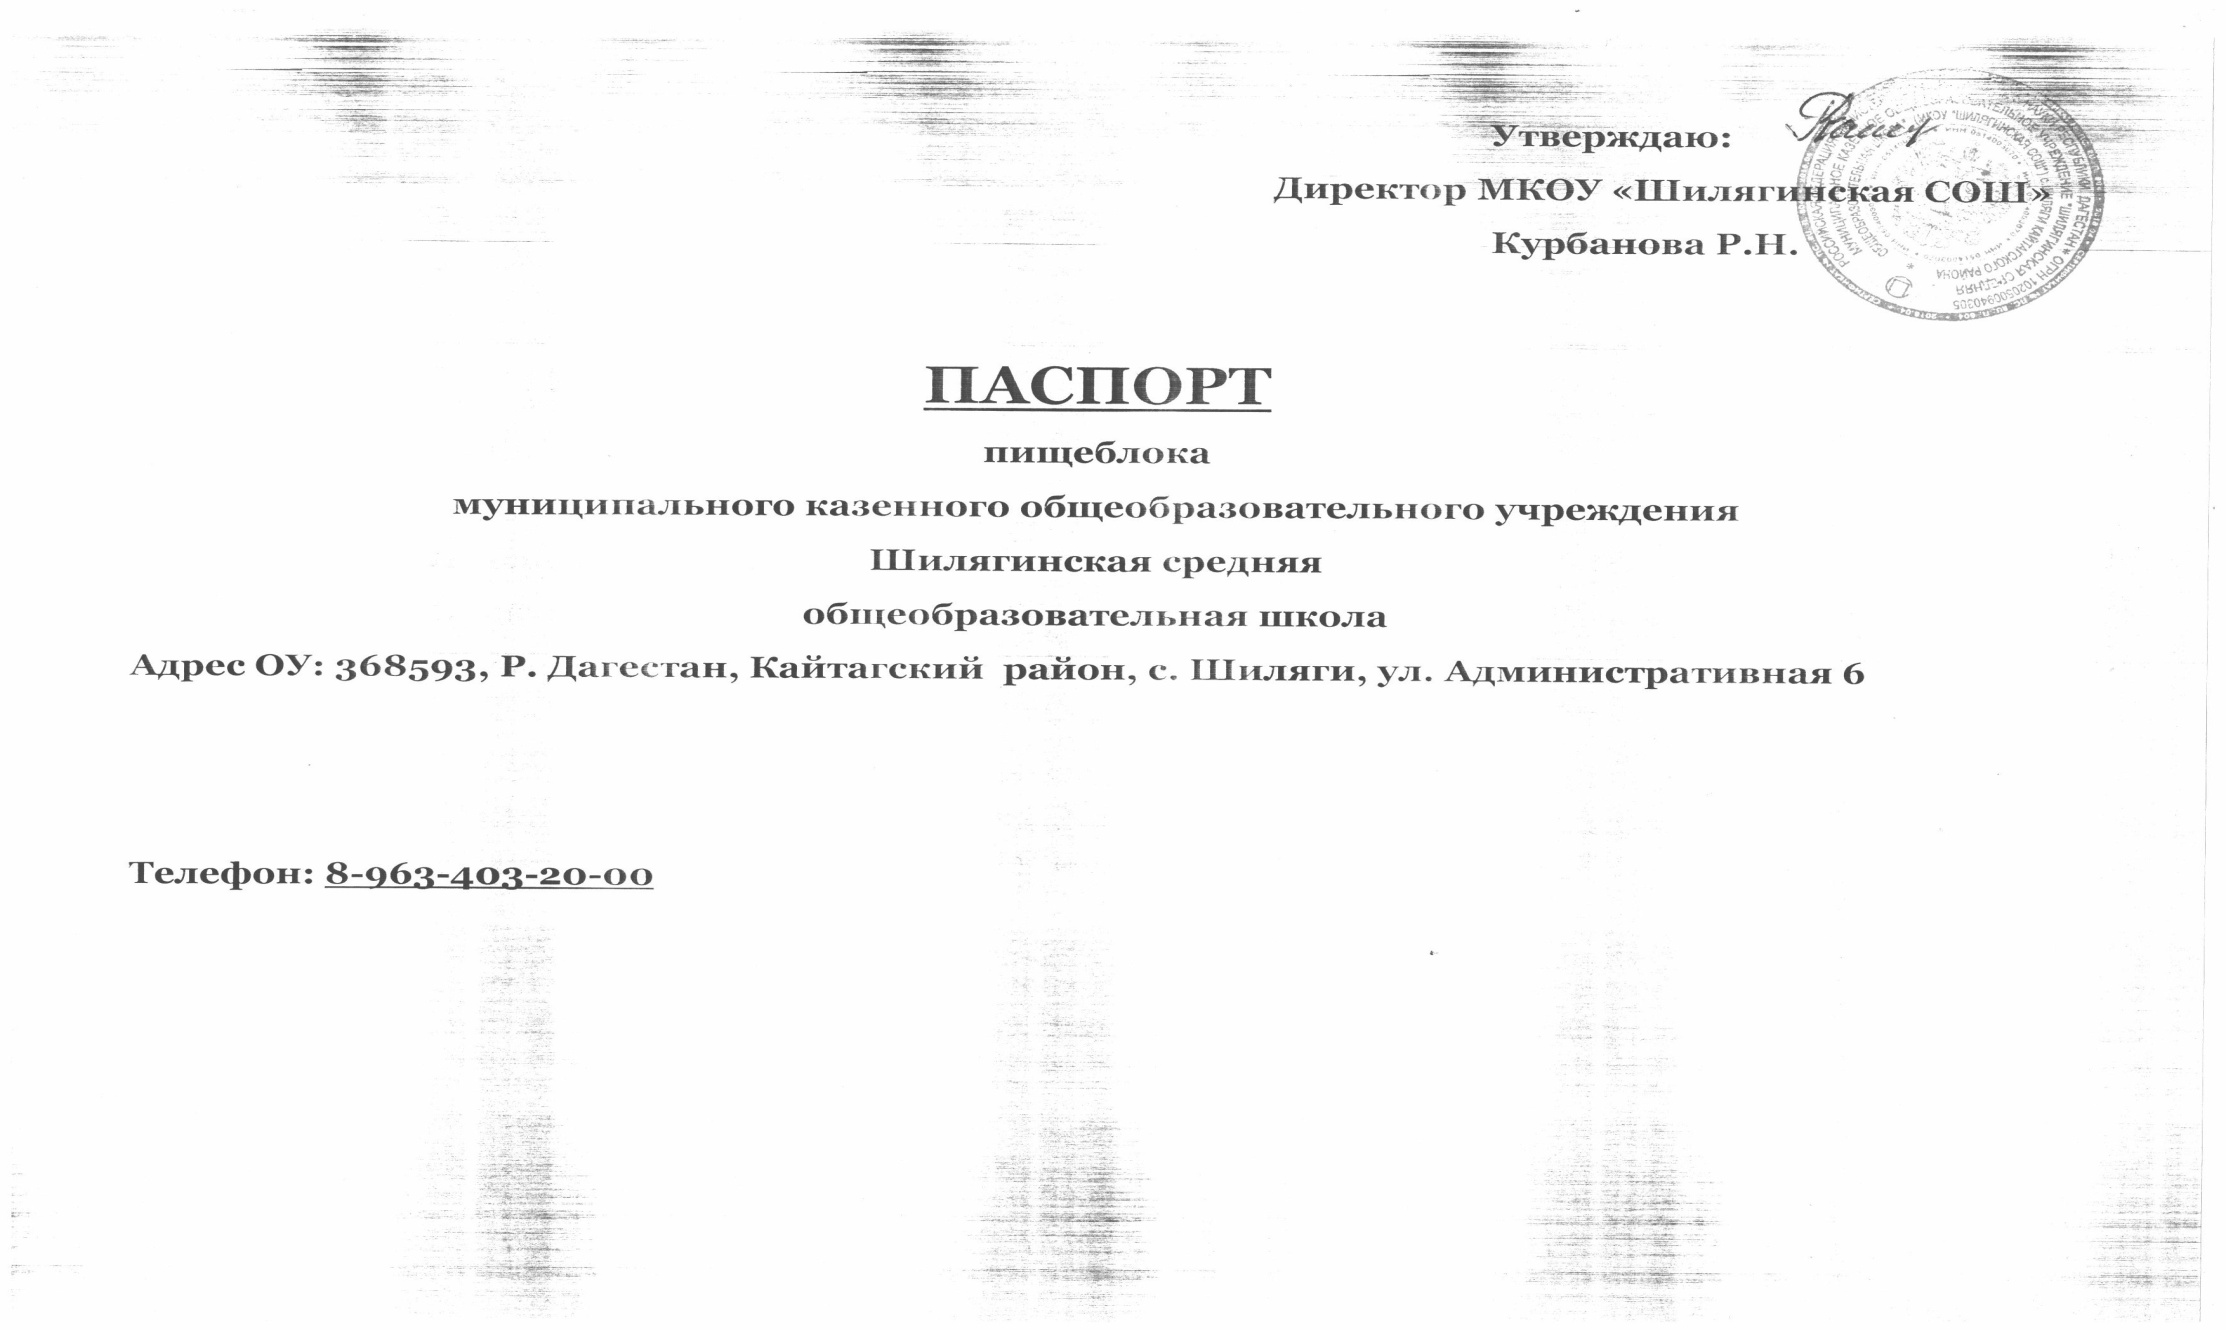 Утверждаю:
Директор МКОУ «Шилягинская СОШ»
Курбанова Р.Н.
ПАСПОРТ
пищеблока
муниципального казенного общеобразовательного учреждения
Шилягинская средняя
общеобразовательная школа
Адрес ОУ: 368593, Р. Дагестан, Кайтагский район, с. Шиляги, ул. Административная 6
Телефон: 8-963-403-20-00